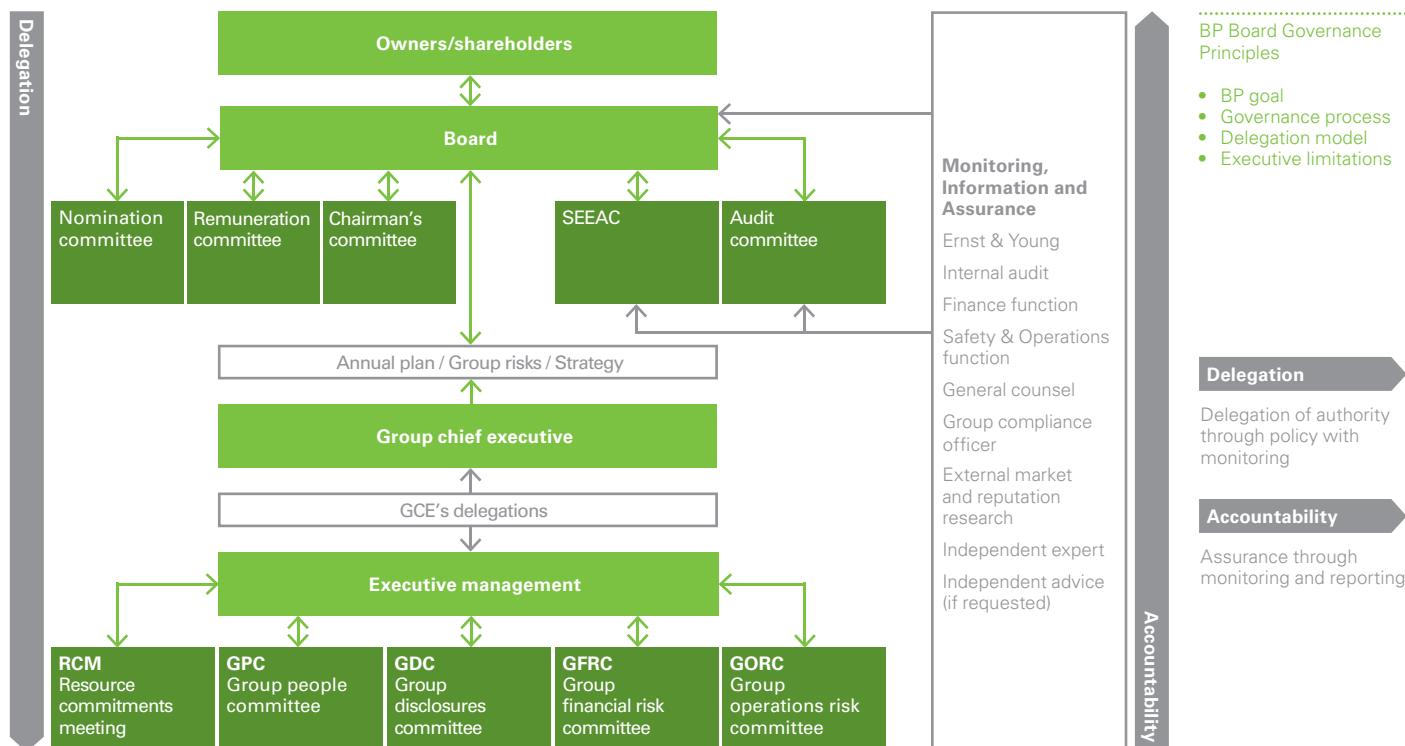 Delegation
Owners/shareholders
Board
Nomination
committee
Remuneration
committee
Chairman's
committee
SEEAC
Audit
committee
Annual plan / Group risks / Strategy
Group chief executive
GCE's delegations
Executive management
RCM
Resource
commitments
meeting
GPC
Group people
committee
GDC
Group
disclosures
committee
GFRC
Group
financial risk
committee
GORC
Group
operations risk
committee
Monitoring,
Information and
Assurance
Ernst & Young
Internal audit
Finance function
Safety & Operations
function
General counsel
Group compliance
officer
External market
and reputation
research
Independent expert
Independent advice
(if requested)
Accountability
BP Board Governance
Principles
• BP goal
• Governance process
• Delegation model
• Executive limitations
Delegation
Delegation of authority
through policy with
monitoring
Accountability
Assurance through
monitoring and reporting